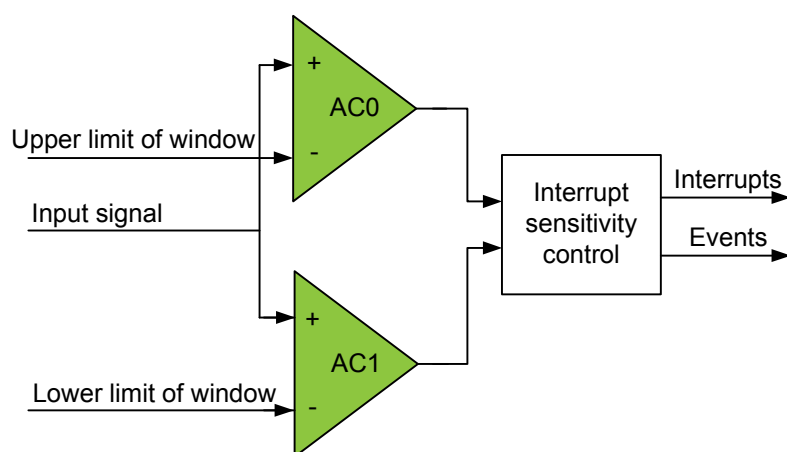 +
AC0
Upper limit of window
-
Input signal
Interrupt
sensitivity
control
Interrupts
Events
+
AC1
Lower limit of window
-